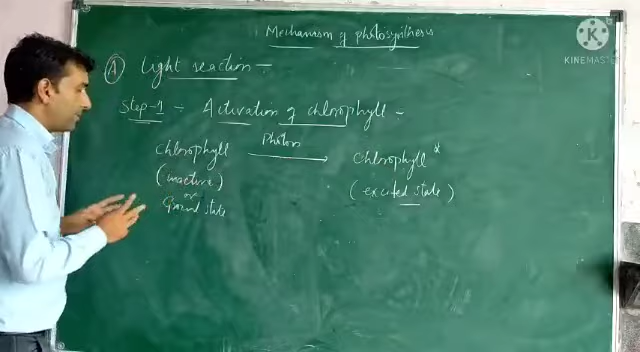 Mechanism of photosynthesis
KINEMASTER
(A) Light reaction -
Step-1 - Activation of chlorophyll -
chlorophyll Photon chlorophyll*
(inactive) (excited state)
or
Ground state